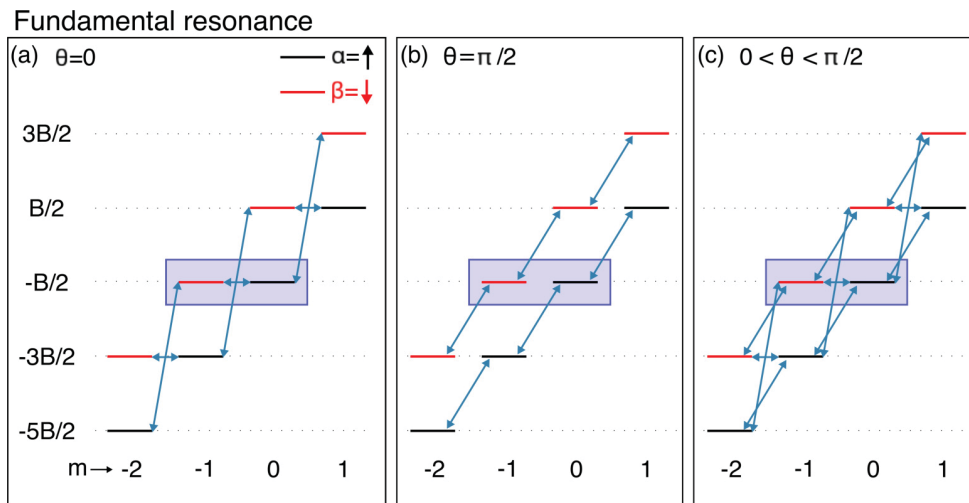 Fundamental resonance
(a) θ=0
α=↑
β=↓
(b) θ=π/2
(c) 0 < θ < π/2
3B/2
B/2
-B/2
-3B/2
-5B/2
m→ -2 -1 0 1
-2 -1 0 1
-2 -1 0 1